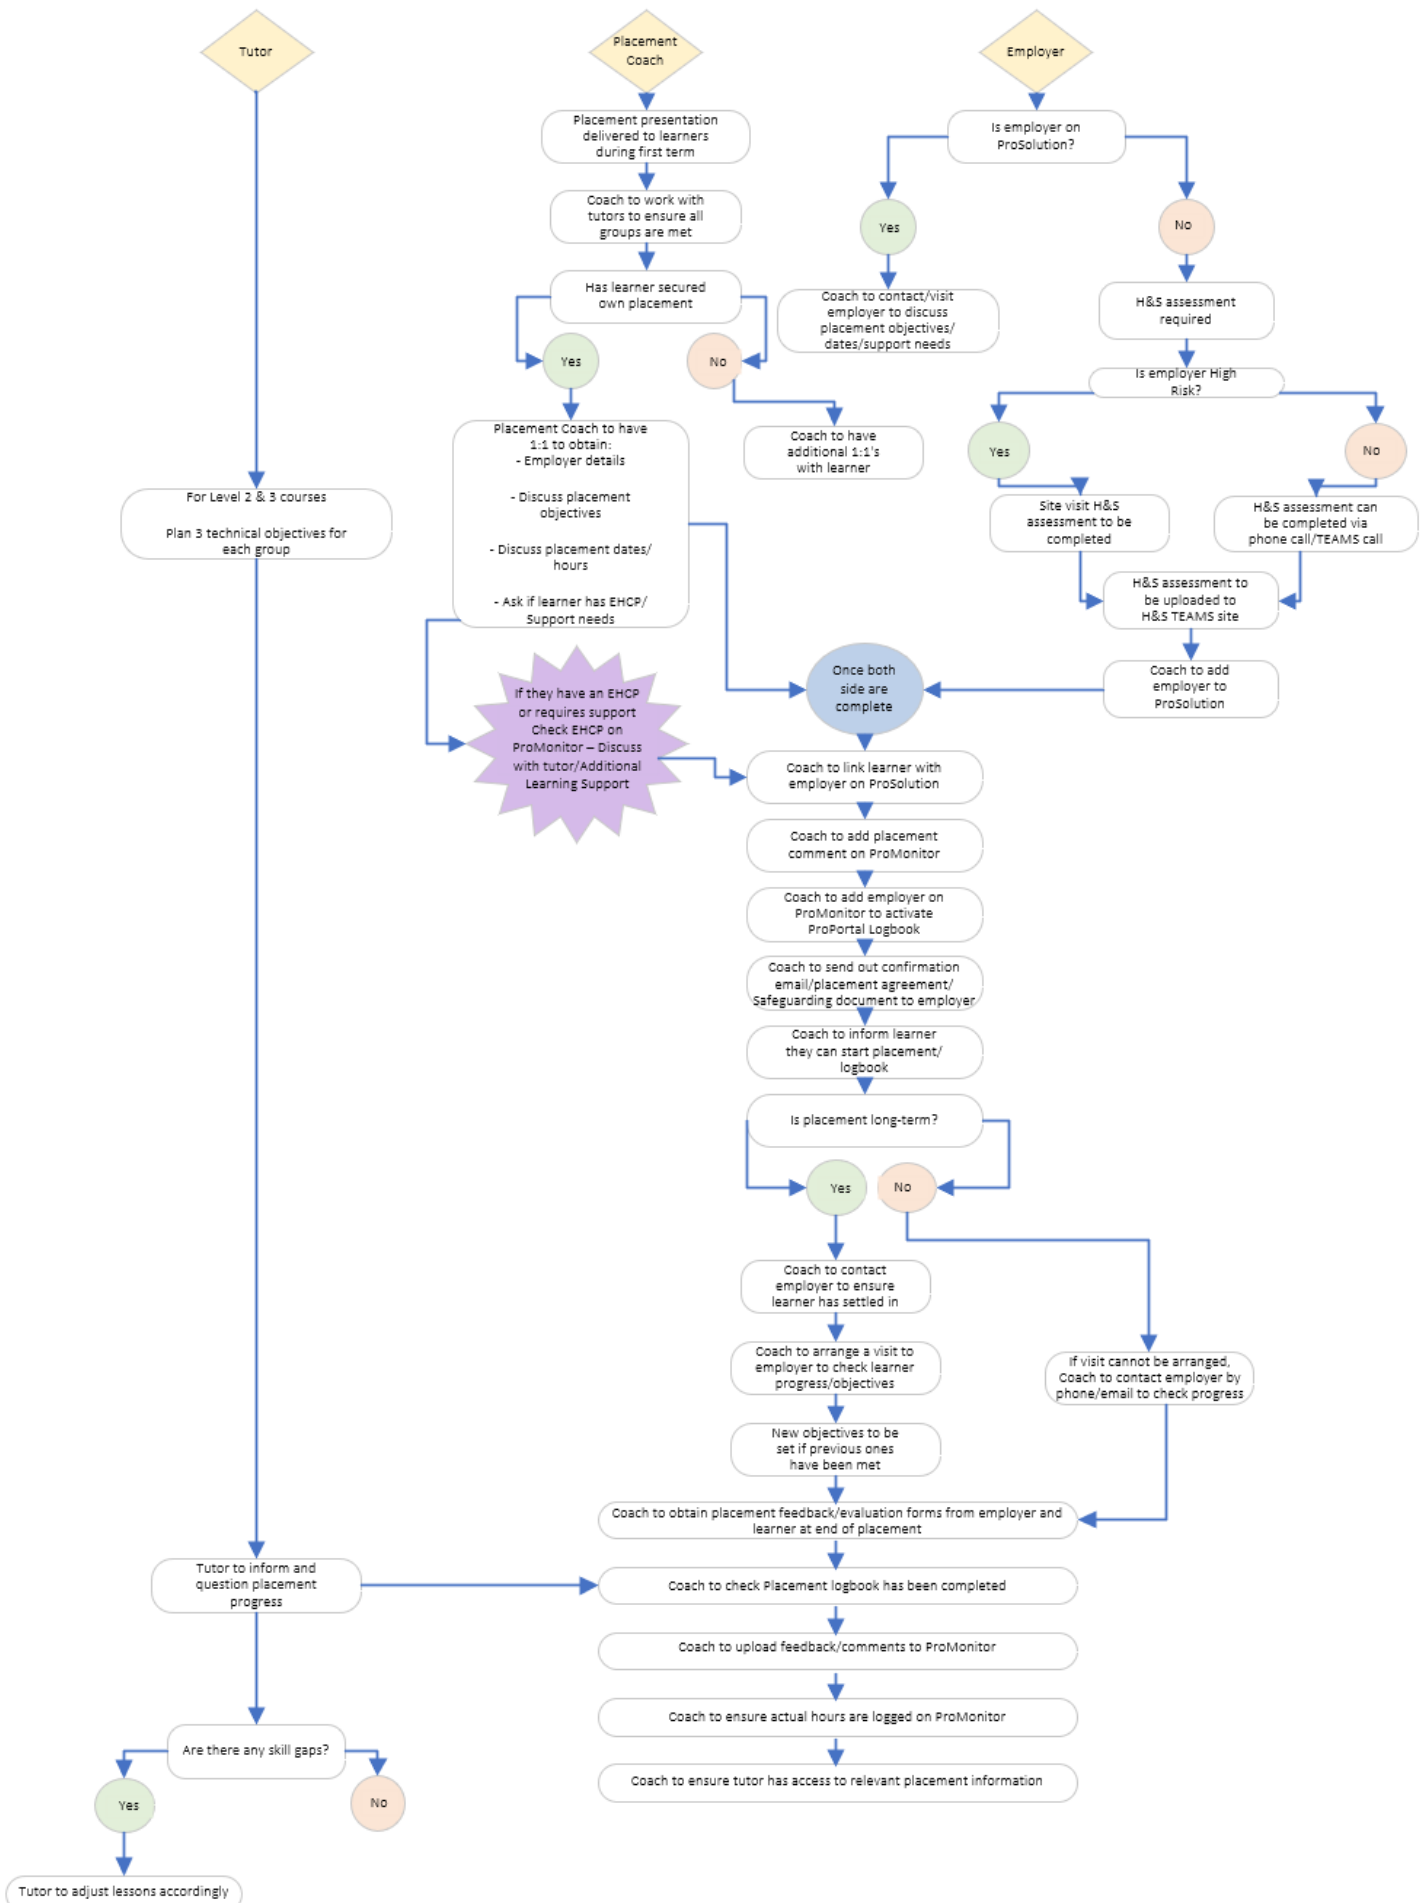 Tutor
Placement
Coach
Employer
Placement presentation
delivered to learners
during first term
Is employer on
ProSolution?
Coach to work with
tutors to ensure all
groups are met
Yes
No
Has learner secured
own placement
Coach to contact/visit
employer to discuss
placement objectives/
dates/support needs
H&S assessment
required
Yes
No
Is employer High
Risk?
Placement Coach to have
1:1 to obtain:
- Employer details
- Discuss placement
objectives
- Discuss placement dates/
hours
- Ask if learner has EHCP/
Support needs
Coach to have
additional 1:1's
with learner
Yes
No
For Level 2 & 3 courses
Plan 3 technical objectives for
each group
Site visit H&S
assessment to be
completed
H&S assessment can
be completed via
phone call/TEAMS call
H&S assessment to
be uploaded to
H&S TEAMS site
Coach to add
employer to
ProSolution
Once both
side are
complete
If they have an EHCP
or requires support
Check EHCP on
ProMonitor – Discuss
with tutor/Additional
Learning Support
Coach to link learner with
employer on ProSolution
Coach to add placement
comment on ProMonitor
Coach to add employer on
ProMonitor to activate
ProPortal Logbook
Coach to send out confirmation
email/placement agreement/
Safeguarding document to employer
Coach to inform learner
they can start placement/
logbook
Is placement long-term?
Yes
No
Coach to contact
employer to ensure
learner has settled in
Coach to arrange a visit to
employer to check learner
progress/objectives
If visit cannot be arranged,
Coach to contact employer by
phone/email to check progress
New objectives to be
set if previous ones
have been met
Coach to obtain placement feedback/evaluation forms from employer and
learner at end of placement
Tutor to inform and
question placement
progress
Coach to check Placement logbook has been completed
Coach to upload feedback/comments to ProMonitor
Coach to ensure actual hours are logged on ProMonitor
Are there any skill gaps?
Coach to ensure tutor has access to relevant placement information
Yes
No
Tutor to adjust lessons accordingly